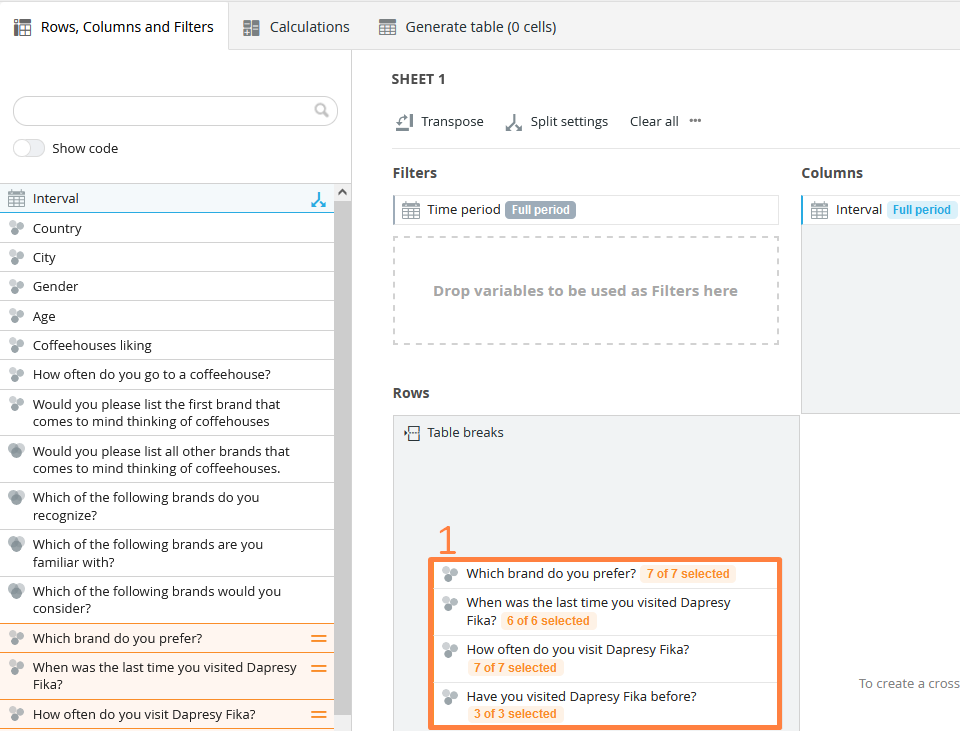 Rows, Columns and Filters
Calculations
Generate table (0 cells)
Show code
Interval
Country
City
Gender
Age
Coffeehouses liking
How often do you go to a coffeehouse?
Would you please list the first brand that
comes to mind thinking of coffehouses
Would you please list all other brands that
comes to mind thinking of coffeehouses.
Which of the following brands do you
recognize?
Which of the following brands are you
familiar with?
Which of the following brands would you
consider?
Which brand do you prefer?
When was the last time you visited Dapresy
Fika?
How often do you visit Dapresy Fika?
SHEET 1
Transpose
Split settings
Clear all
Filters
Time period Full period
Drop variables to be used as Filters here
Columns
Interval Full period
Rows
Table breaks
1
Which brand do you prefer? 7 of 7 selected
When was the last time you visited Dapresy
Fika? 6 of 6 selected
How often do you visit Dapresy Fika?
7 of 7 selected
Have you visited Dapresy Fika before?
3 of 3 selected
To create a cross